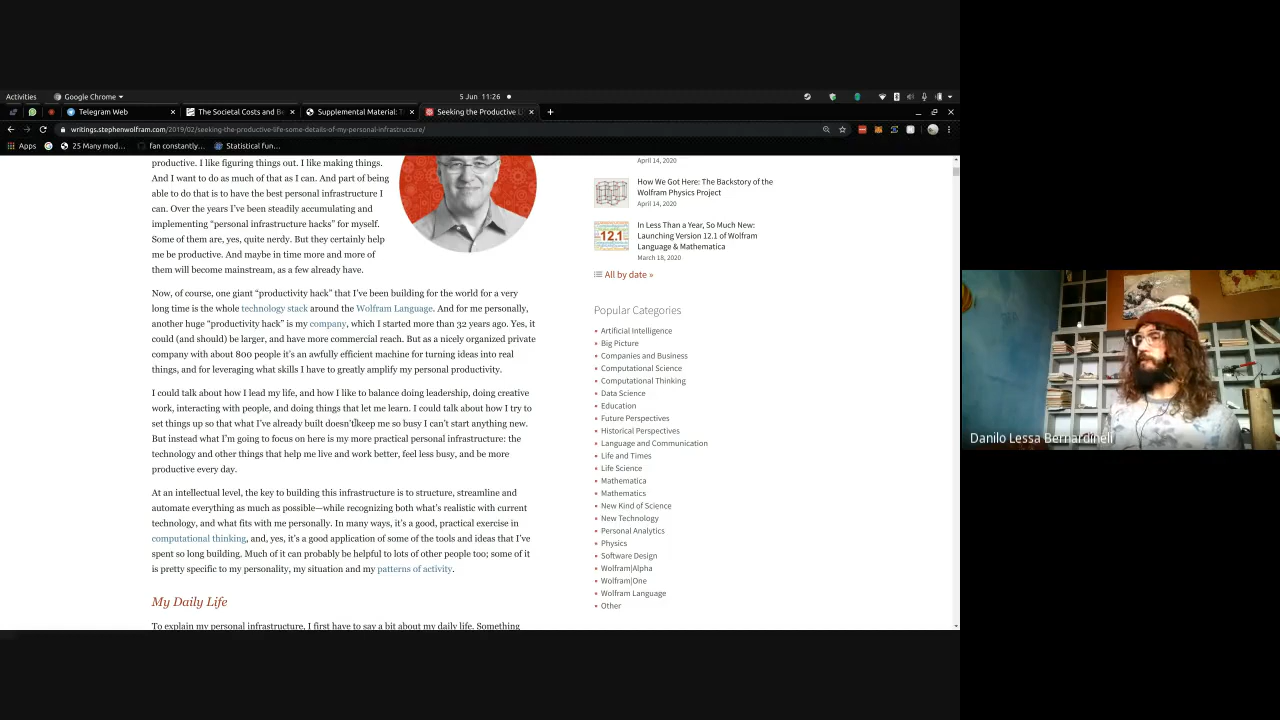 Activities
Google Chrome
5 Jun 11:26
Telegram Web
The Societal Costs and Be
Supplemental Material: T
Seeking the Productive L
writings.stephenwolfram.com/2019/02/seeking-the-productive-life-some-details-of-my-personal-infrastructure/
Apps
25 Many mod...
fan constantly...
Statistical fun...
productive. I like figuring things out. I like making things.
And I want to do as much of that as I can. And part of being
able to do that is to have the best personal infrastructure I
can. Over the years I've been steadily accumulating and
implementing “personal infrastructure hacks” for myself.
Some of them are, yes, quite nerdy. But they certainly help
me be productive. And maybe in time more and more of
them will become mainstream, as a few already have.
Now, of course, one giant “productivity hack” that I've been building for the world for a very
long time is the whole technology stack around the Wolfram Language. And for me personally,
another huge “productivity hack” is my company, which I started more than 32 years ago. Yes, it
could (and should) be larger, and have more commercial reach. But as a nicely organized private
company with about 800 people it's an awfully efficient machine for turning ideas into real
things, and for leveraging what skills I have to greatly amplify my personal productivity.
I could talk about how I lead my life, and how I like to balance doing leadership, doing creative
work, interacting with people, and doing things that let me learn. I could talk about how I try to
set things up so that what I've already built doesn't keep me so busy I can't start anything new.
But instead what I'm going to focus on here is my more practical personal infrastructure: the
technology and other things that help me live and work better, feel less busy, and be more
productive every day.
At an intellectual level, the key to building this infrastructure is to structure, streamline and
automate everything as much as possible—while recognizing both what's realistic with current
technology, and what fits with me personally. In many ways, it's a good, practical exercise in
computational thinking, and, yes, it's a good application of some of the tools and ideas that I've
spent so long building. Much of it can probably be helpful to lots of other people too; some of it
is pretty specific to my personality, my situation and my patterns of activity.
My Daily Life
To explain my personal infrastructure, I first have to say a bit about my daily life. Something
April 14, 2020
How We Got Here: The Backstory of the
Wolfram Physics Project
April 14, 2020
12.1
In Less Than a Year, So Much New:
Launching Version 12.1 of Wolfram
Language & Mathematica
March 18, 2020
All by date »
Popular Categories
Artificial Intelligence
Big Picture
Companies and Business
Computational Science
Computational Thinking
Data Science
Education
Future Perspectives
Historical Perspectives
Language and Communication
Life and Times
Life Science
Mathematica
Mathematics
New Kind of Science
New Technology
Personal Analytics
Physics
Software Design
Wolfram|Alpha
Wolfram|One
Wolfram Language
Other
Danilo Lessa Bernardineli